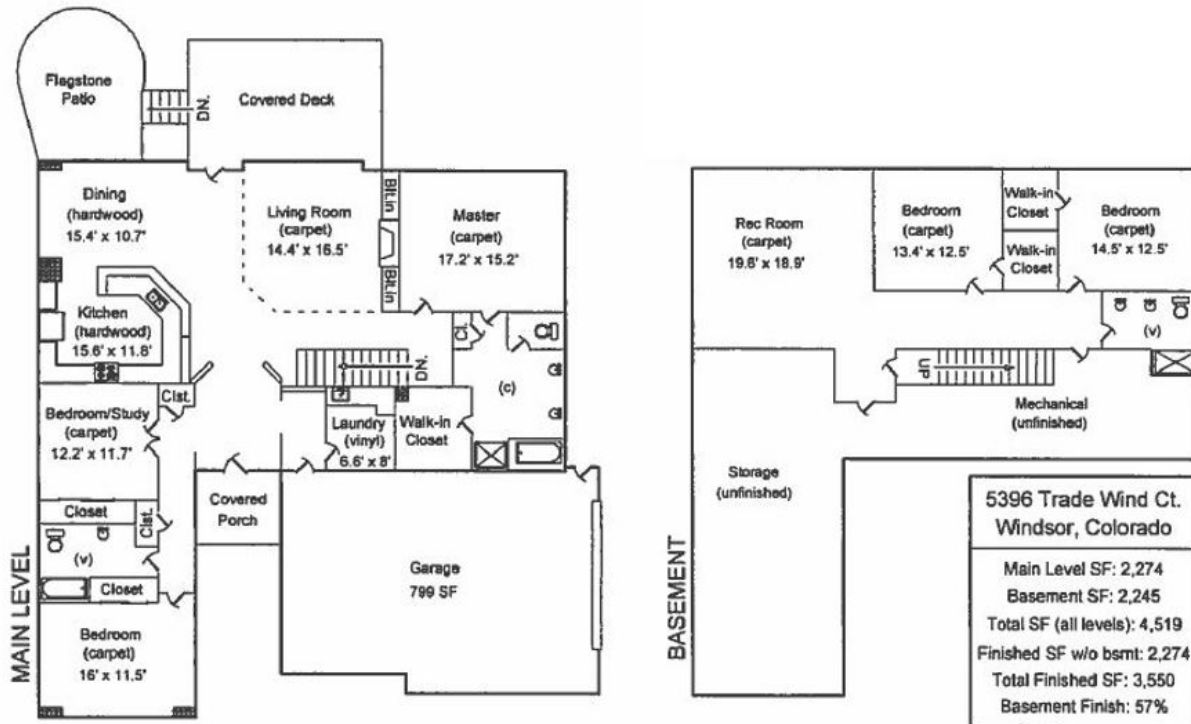 Flagstone
Patio
DN.
Covered Deck
Dining
(hardwood)
15.4' x 10.7'
Living Room
(carpet)
14.4' x 16.5'
Blt.in
Blt.in
Master
(carpet)
17.2' x 15.2'
Kitchen
(hardwood)
15.6' x 11.8'
Cl.
DN.
(c)
Clst.
Bedroom/Study
(carpet)
12.2' x 11.7'
Laundry
(vinyl)
6.6' x 8'
Walk-in
Closet
Closet
Clst.
(v)
Closet
Covered
Porch
Garage
799 SF
Bedroom
(carpet)
16' x 11.5'
MAIN LEVEL
Rec Room
(carpet)
19.6' x 18.9'
Bedroom
(carpet)
13.4' x 12.5'
Walk-in
Closet
Walk-in
Closet
Bedroom
(carpet)
14.5' x 12.5'
(v)
UP
Mechanical
(unfinished)
Storage
(unfinished)
BASEMENT
5396 Trade Wind Ct.
Windsor, Colorado
Main Level SF: 2,274
Basement SF: 2,245
Total SF (all levels): 4,519
Finished SF w/o bsmt: 2,274
Total Finished SF: 3,550
Basement Finish: 57%